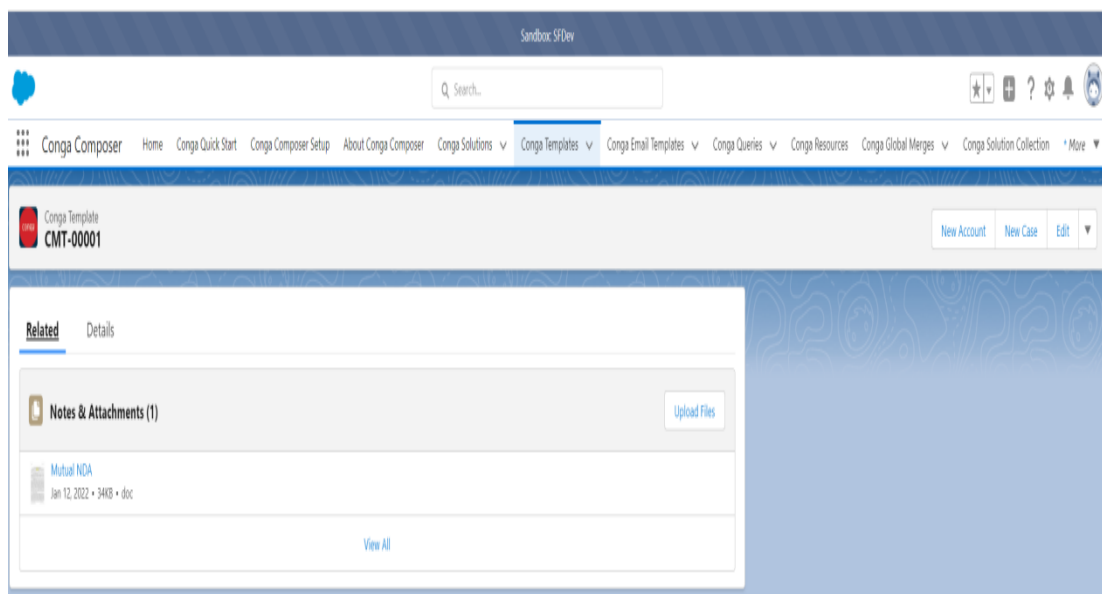 Sandbox: SFDev
Search...
Conga Composer Home Conga Quick Start Conga Composer Setup About Conga Composer Conga Solutions Conga Templates Conga Email Templates Conga Queries Conga Resources Conga Global Merges Conga Solution Collection * More
Conga Template
CMT-00001
New Account New Case Edit
Related Details
Notes & Attachments (1)
Upload Files
Mutual NDA
Jan 12, 2022 • 34KB • doc
View All